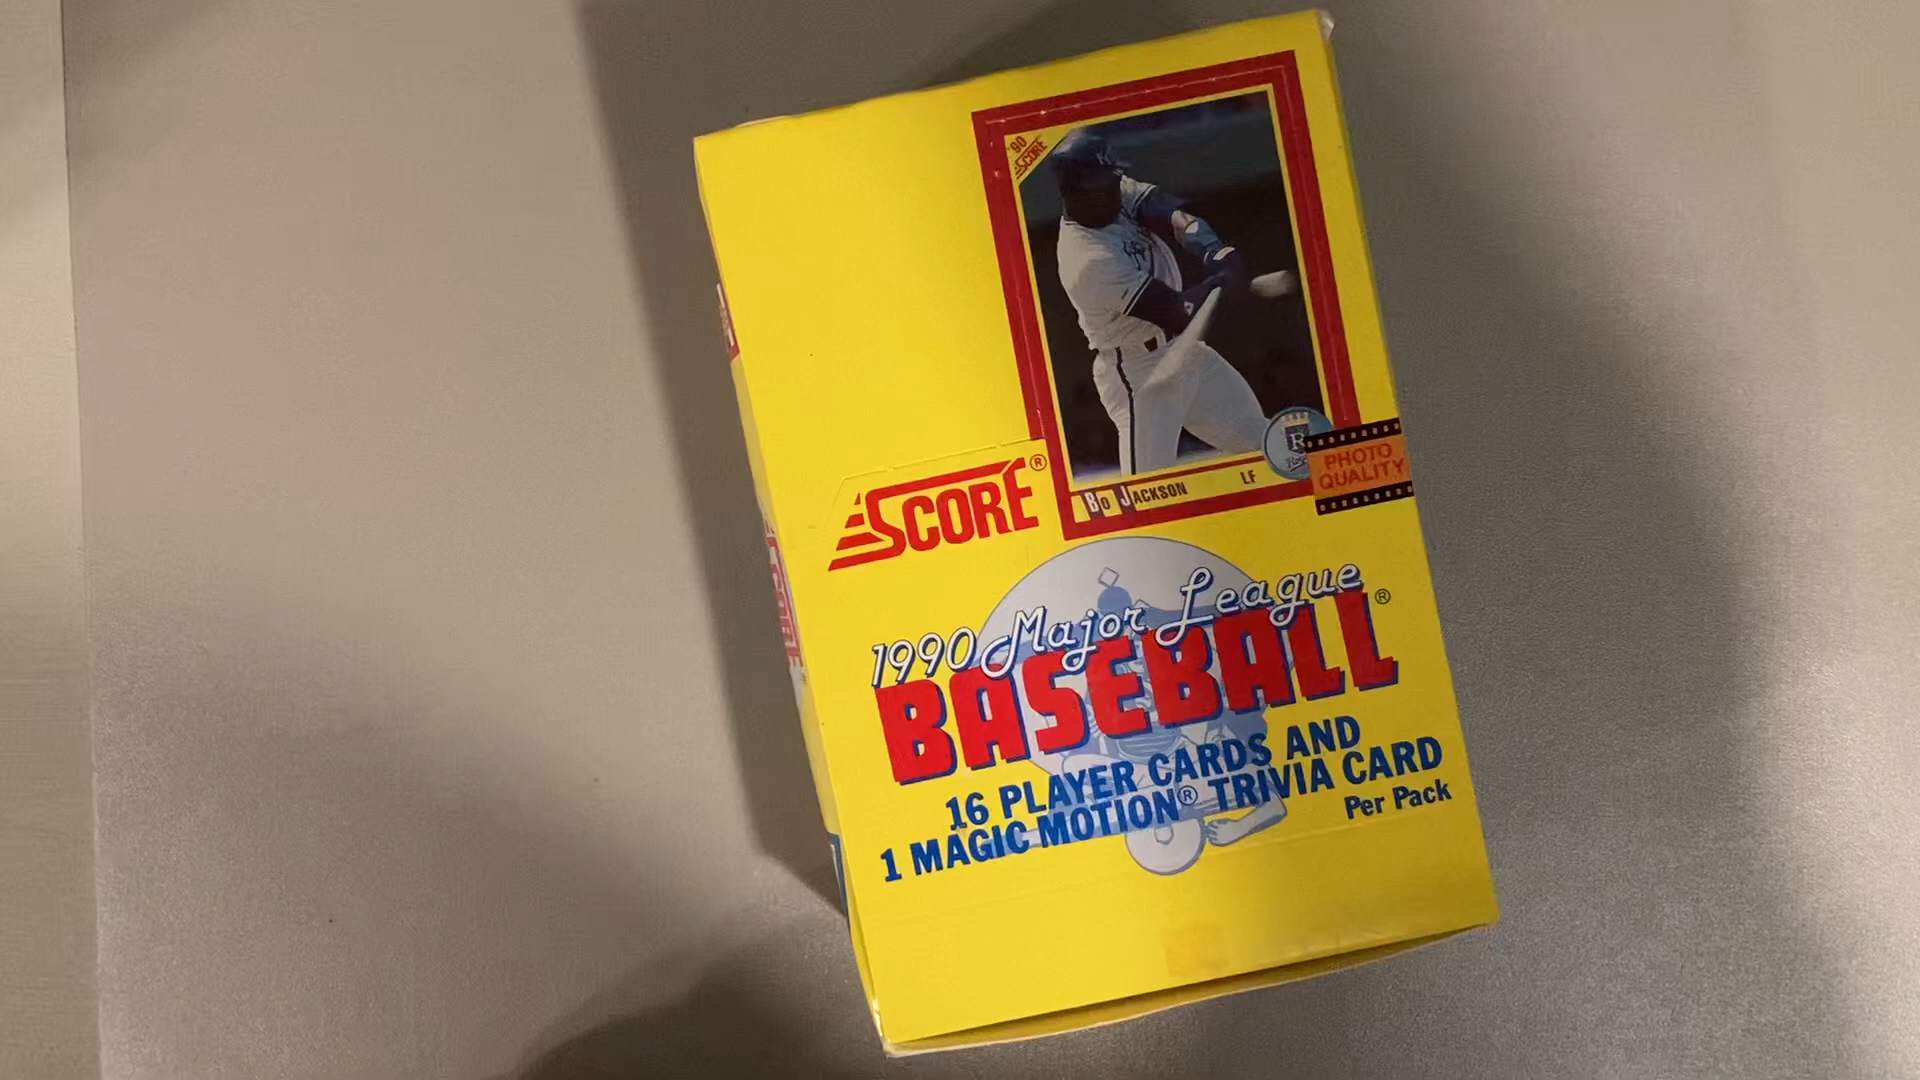 '90
SCORE
R
Royals
PHOTO
QUALITY
BO JACKSON LF
SCORE®
1990 Major League
BASEBALL®
16 PLAYER CARDS AND
1 MAGIC MOTION® TRIVIA CARD
Per Pack